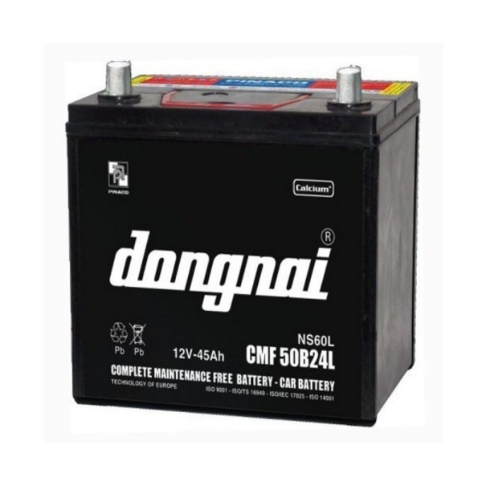 PINACO
PINACO
Calcium+
dongnai®
NS60L
Pb Pb 12V-45Ah CMF 50B24L
COMPLETE MAINTENANCE FREE BATTERY - CAR BATTERY
TECHNOLOGY OF EUROPE ISO 9001 - ISO/TS 16949 - ISO/IEC 17025 - ISO 14001